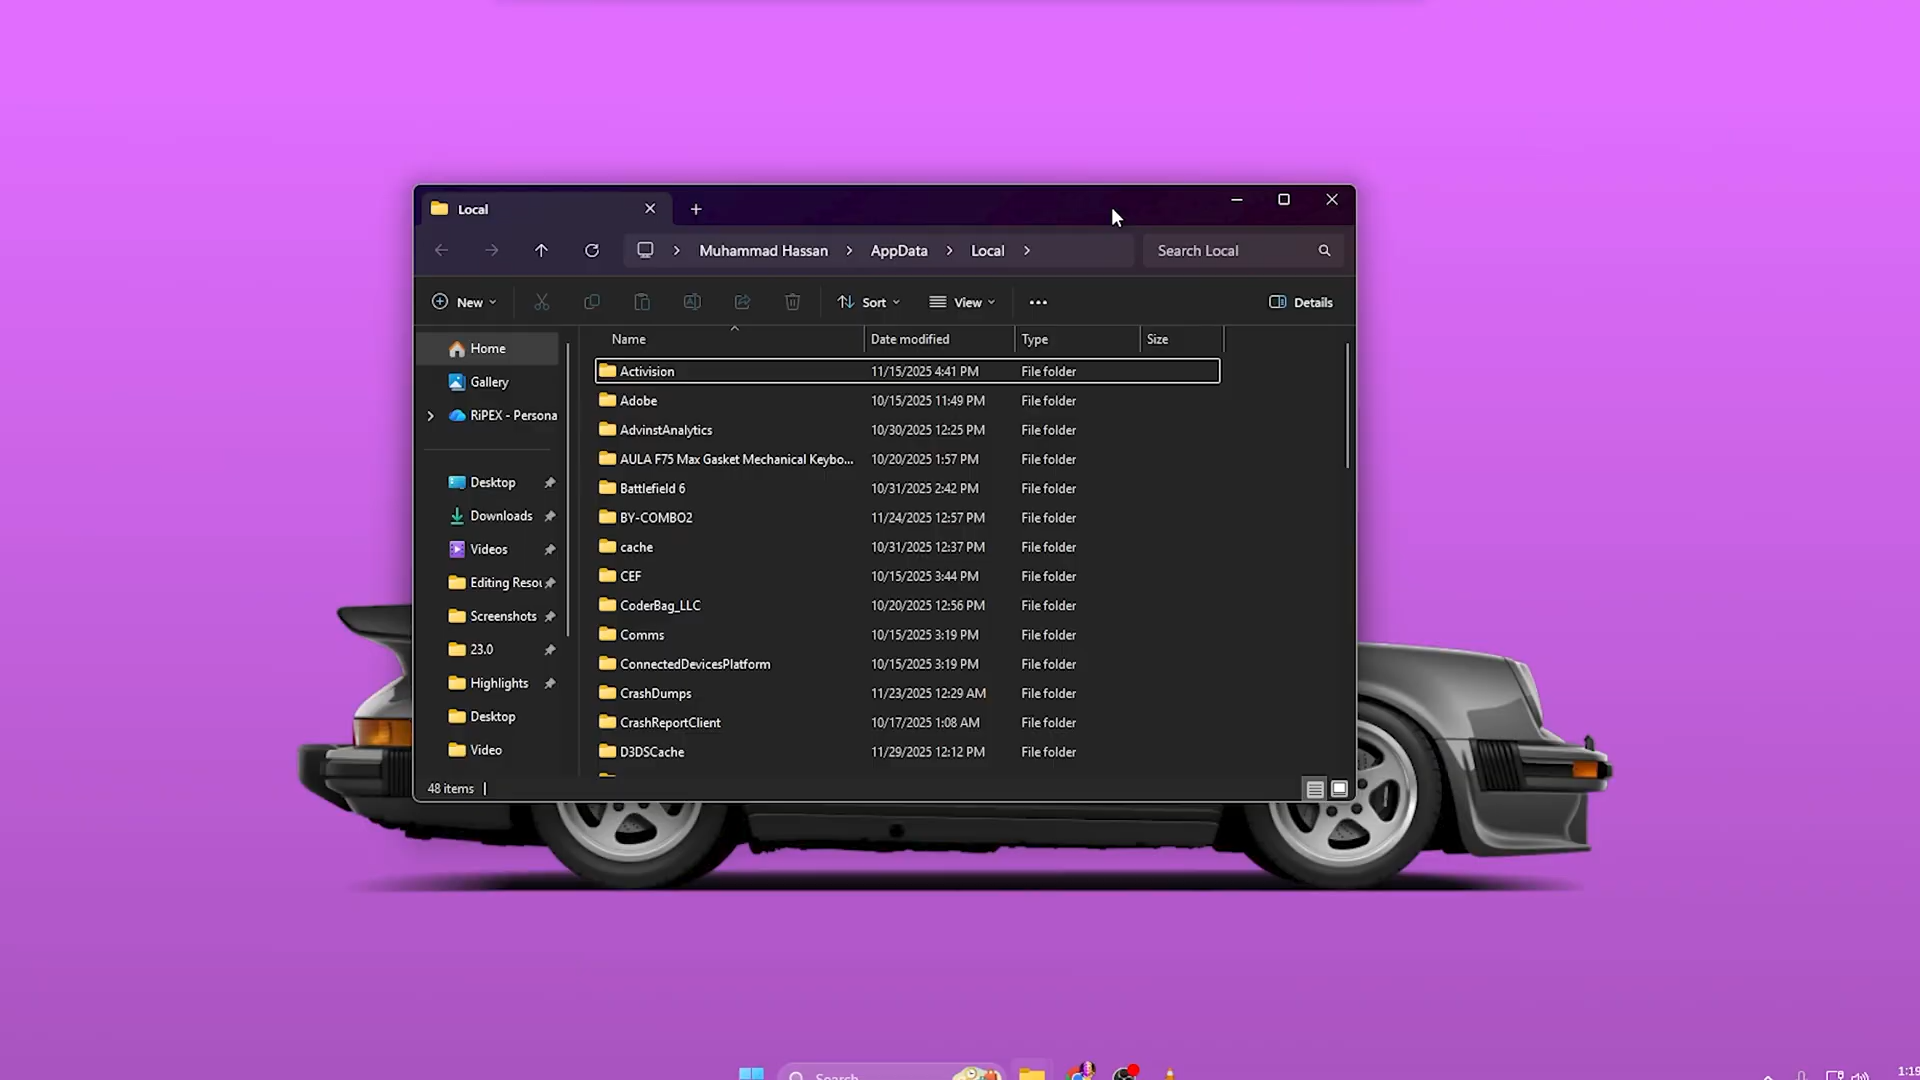 Local
Muhammad Hassan
AppData
Local
Search Local
New
Sort
View
Details
Name
Date modified
Type
Size
Home
Gallery
RiPEX - Persona
Desktop
Downloads
Videos
Editing Resou
Screenshots
23.0
Highlights
Desktop
Video
Activision 11/15/2025 4:41 PM File folder
Adobe 10/15/2025 11:49 PM File folder
AdvinstAnalytics 10/30/2025 12:25 PM File folder
AULA F75 Max Gasket Mechanical Keybo... 10/20/2025 1:57 PM File folder
Battlefield 6 10/31/2025 2:42 PM File folder
BY-COMBO2 11/24/2025 12:57 PM File folder
cache 10/31/2025 12:37 PM File folder
CEF 10/15/2025 3:44 PM File folder
CoderBag_LLC 10/20/2025 12:56 PM File folder
Comms 10/15/2025 3:19 PM File folder
ConnectedDevicesPlatform 10/15/2025 3:19 PM File folder
CrashDumps 11/23/2025 12:29 AM File folder
CrashReportClient 10/17/2025 1:08 AM File folder
D3DSCache 11/29/2025 12:12 PM File folder
48 items
Search
1:19